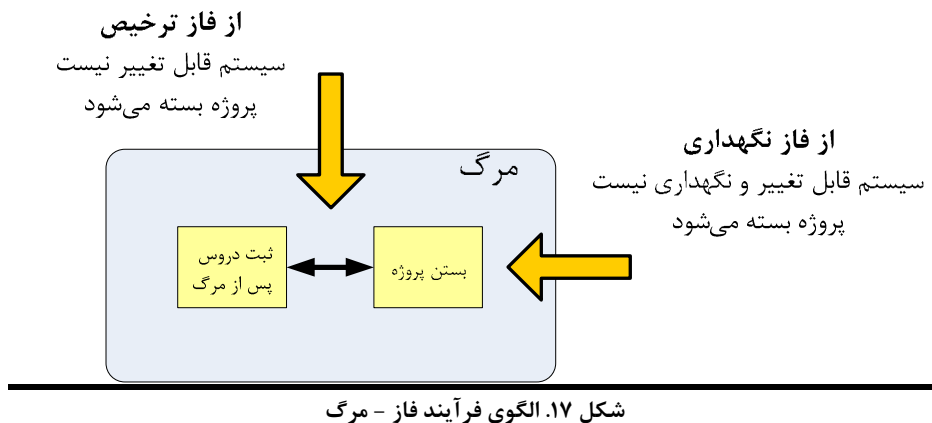 از فاز ترخیص
سیستم قابل تغییر نیست
پروژه بسته می‌شود
از فاز نگهداری
سیستم قابل تغییر و نگهداری نیست
پروژه بسته می‌شود
مرگ
بستن پروژه
ثبت دروس
پس از مرگ
شکل ۱۷. الگوی فرآیند فاز - مرگ